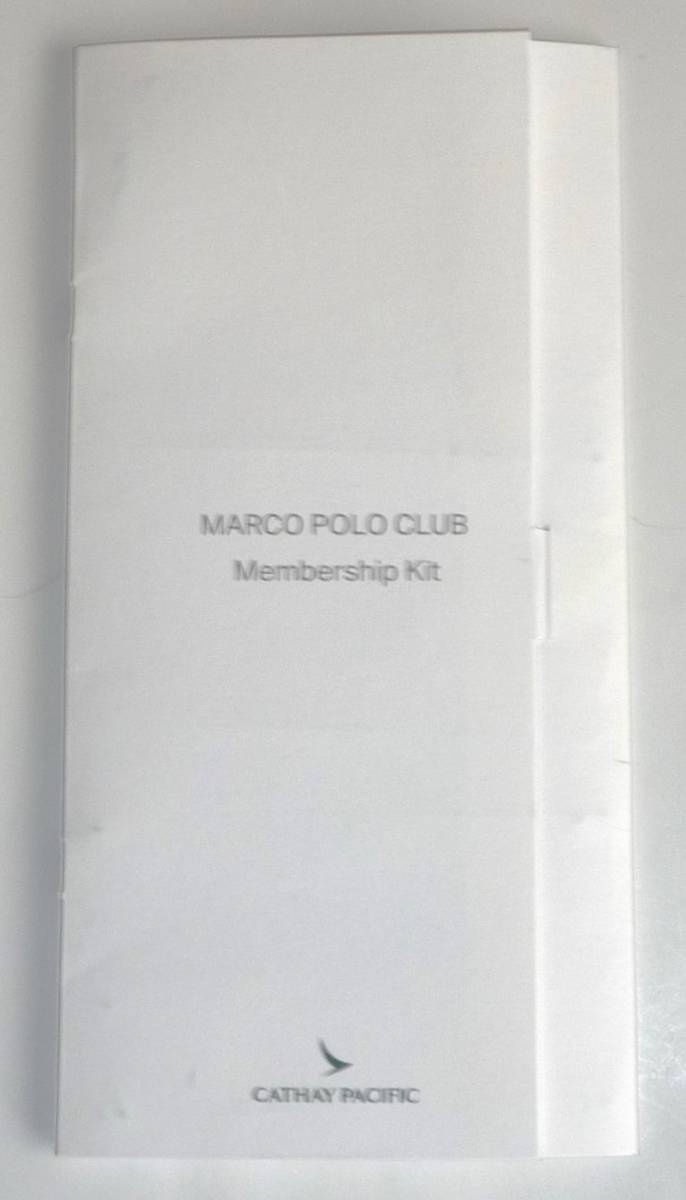 MARCO POLO CLUB
Membership Kit
CATHAY PACIFIC